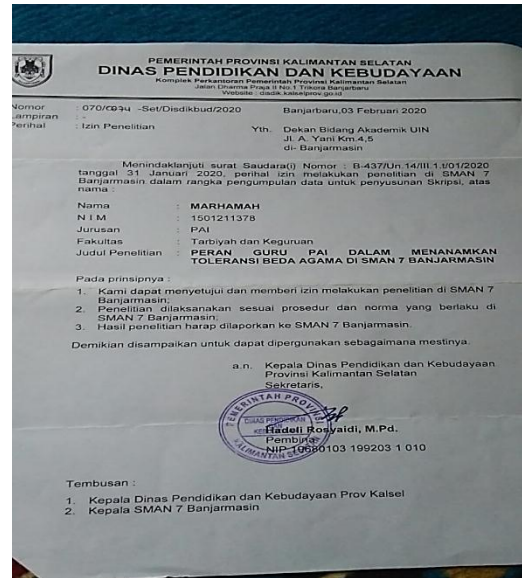 PEMERINTAH PROVINSI KALIMANTAN SELATAN
DINAS PENDIDIKAN DAN KEBUDAYAAN
Komplek Perkantoran Pemerintah Provinsi Kalimantan Selatan
Jalan Dharma Praja II No.1 Trikora Banjarbaru
Website : disdik.kalselprov.go.id
Nomor : 070/ -Set/Disdikbud/2020 Banjarbaru,03 Februari 2020
Lampiran : -
Perihal : Izin Penelitian Yth. Dekan Bidang Akademik UIN
Jl. A. Yani Km.4,5
di- Banjarmasin
Menindaklanjuti surat Saudara(i) Nomor : B-437/Un.14/III.1.t/01/2020
tanggal 31 Januari 2020, perihal izin melakukan penelitian di SMAN 7
Banjarmasin dalam rangka pengumpulan data untuk penyusunan Skripsi, atas
nama :
Nama : MARHAMAH
N I M : 1501211378
Jurusan : PAI
Fakultas : Tarbiyah dan Keguruan
Judul Penelitian : PERAN GURU PAI DALAM MENANAMKAN
TOLERANSI BEDA AGAMA DI SMAN 7 BANJARMASIN
Pada prinsipnya :
1. Kami dapat menyetujui dan memberi izin melakukan penelitian di SMAN 7
Banjarmasin;
2. Penelitian dilaksanakan sesuai prosedur dan norma yang berlaku di
SMAN 7 Banjarmasin;
3. Hasil penelitian harap dilaporkan ke SMAN 7 Banjarmasin.
Demikian disampaikan untuk dapat dipergunakan sebagaimana mestinya.
a.n. Kepala Dinas Pendidikan dan Kebudayaan
Provinsi Kalimantan Selatan
Sekretaris,
Hadeli Rosyaidi, M.Pd.
Pembina
NIP 19680103 199203 1 010
Tembusan :
1. Kepala Dinas Pendidikan dan Kebudayaan Prov Kalsel
2. Kepala SMAN 7 Banjarmasin